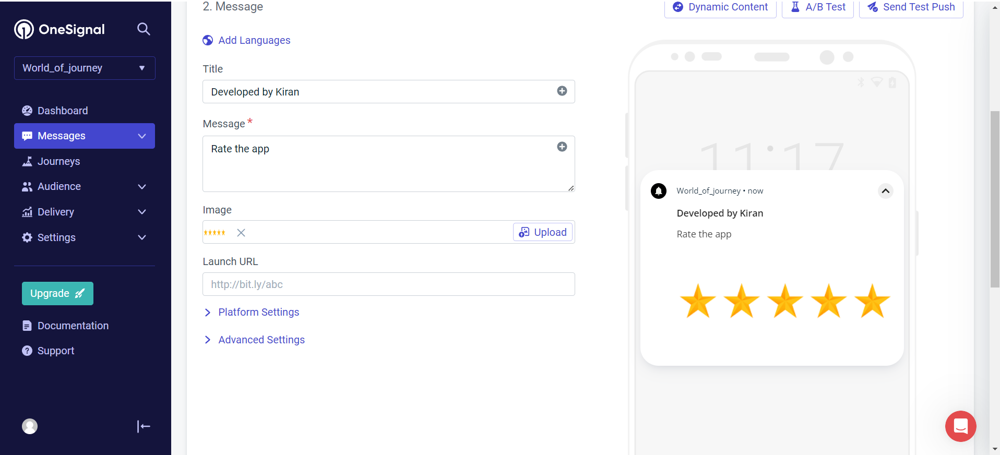 OneSignal
World_of_journey
Dashboard
Messages
Journeys
Audience
Delivery
Settings
Upgrade
Documentation
Support
2. Message
Dynamic Content
A/B Test
Send Test Push
Add Languages
Title
Developed by Kiran
Message *
Rate the app
Image
Upload
Launch URL
http://bit.ly/abc
Platform Settings
Advanced Settings
11:17
World_of_journey • now
Developed by Kiran
Rate the app